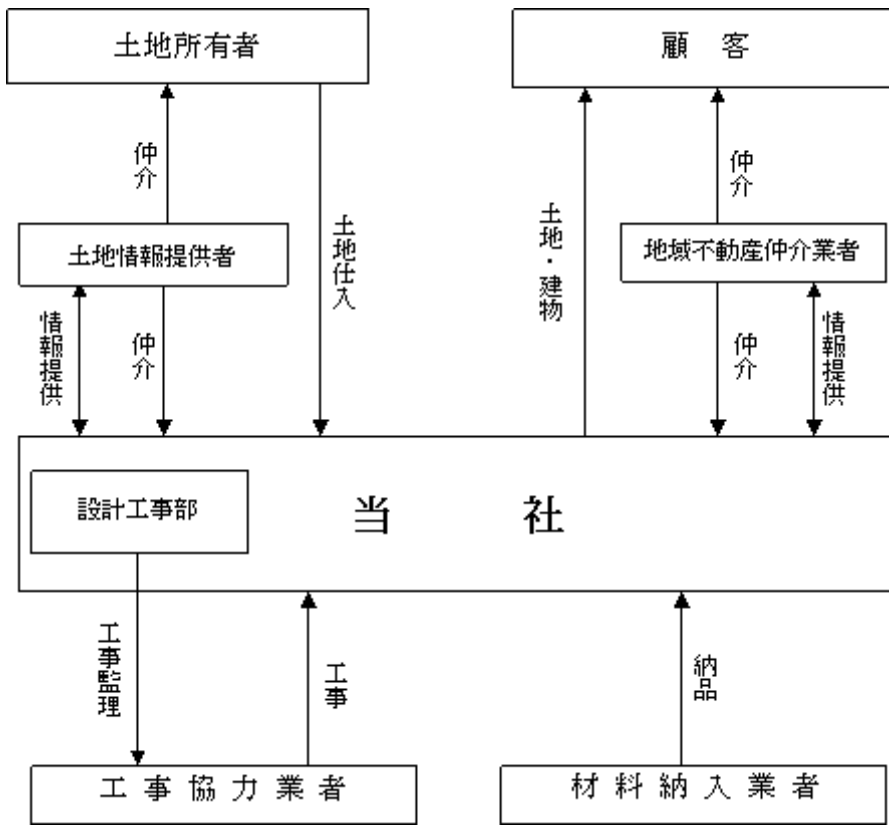 土地所有者
顧客
仲介
仲介
土地仕入
土地・建物
土地情報提供者
地域不動産仲介業者
情報提供
仲介
仲介
情報提供
設計工事部
当社
工事監理
工事
納品
工事協力業者
材料納入業者